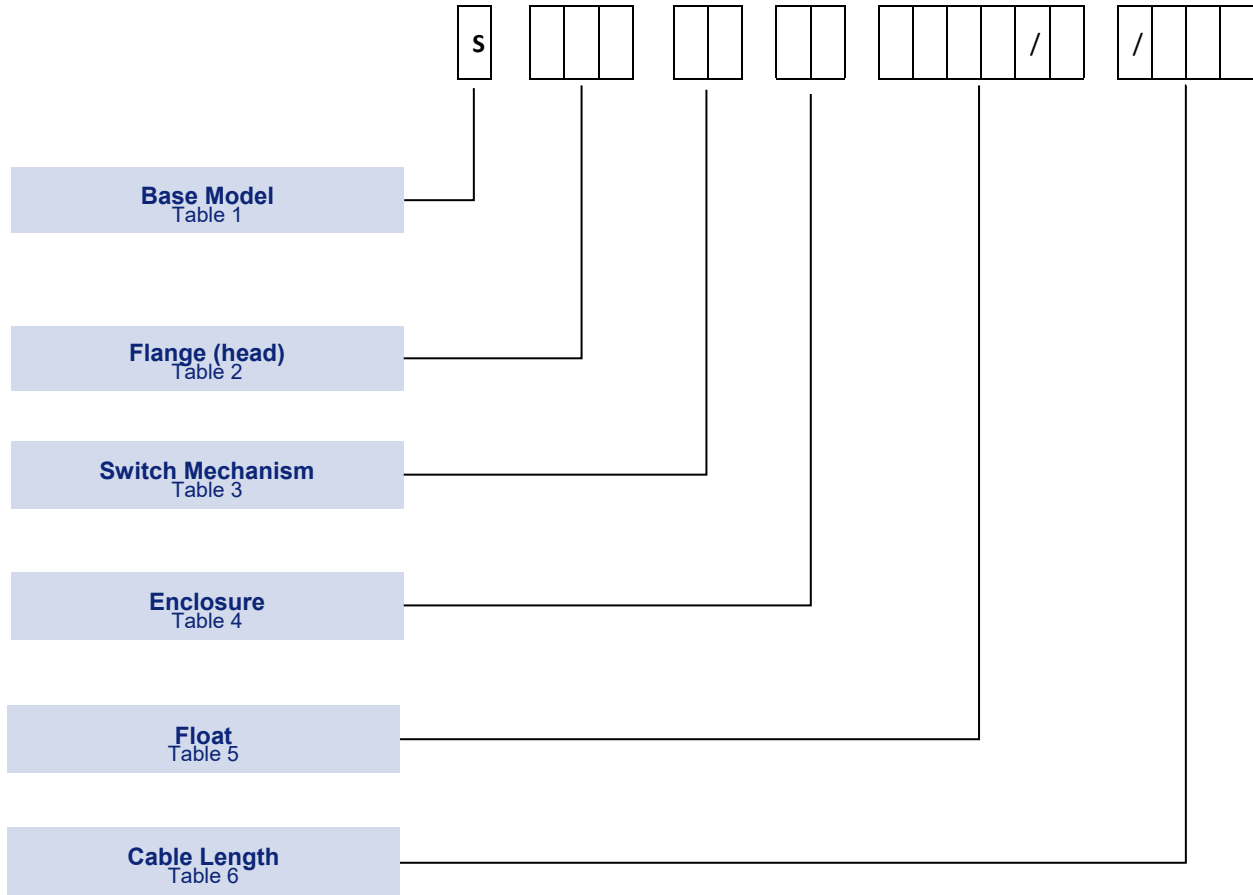 S / /
Base Model
Table 1
Flange (head)
Table 2
Switch Mechanism
Table 3
Enclosure
Table 4
Float
Table 5
Cable Length
Table 6